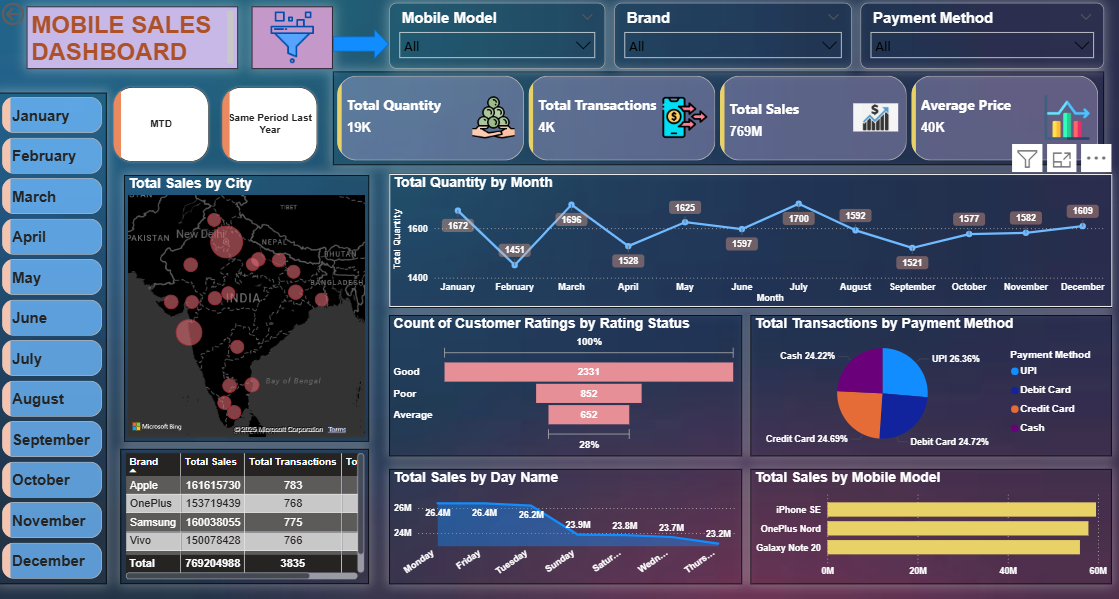 MOBILE SALES
DASHBOARD
Mobile Model
All
Brand
All
Payment Method
All
January
February
March
April
May
June
July
August
September
October
November
December
MTD
Same Period Last
Year
Total Quantity
19K
Total Transactions
4K
Total Sales
769M
Average Price
40K
Total Sales by City
TIBET
PAKISTAN
New Delhi
NEPAL
BHUTAN
BANGLADESH
INDIA
Bay of Bengal
Microsoft Bing
© 2025 Microsoft Corporation Terms
Brand Total Sales Total Transactions To
Apple 161615730 783
OnePlus 153719439 768
Samsung 160038055 775
Vivo 150078428 766
Total 769204988 3835
Total Quantity by Month
Total Quantity
1600
1400
1672
1451
1696
1528
1625
1597
1700
1592
1521
1577
1582
1609
January February March April May June July August September October November December
Month
Count of Customer Ratings by Rating Status
100%
Good 2331
Poor 852
Average 652
28%
Total Transactions by Payment Method
Cash 24.22%
UPI 26.36%
Credit Card 24.69%
Debit Card 24.72%
Payment Method
UPI
Debit Card
Credit Card
Cash
Total Sales by Day Name
26M
24M
26.4M
26.4M
26.2M
23.9M
23.8M
23.7M
23.2M
Monday Friday Tuesday Sunday Satur... Wedn... Thurs...
Total Sales by Mobile Model
iPhone SE
OnePlus Nord
Galaxy Note 20
0M 20M 40M 60M